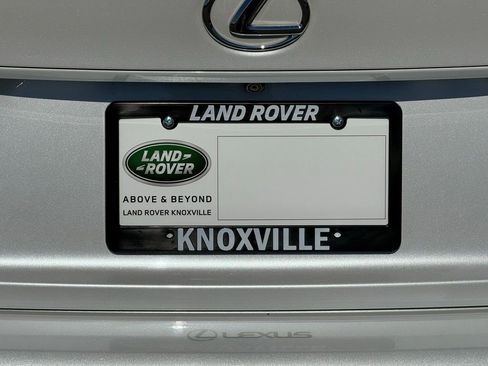 LAND ROVER
LAND-
-ROVER
ABOVE & BEYOND
LAND ROVER KNOXVILLE
KNOXVILLE
LEXUS